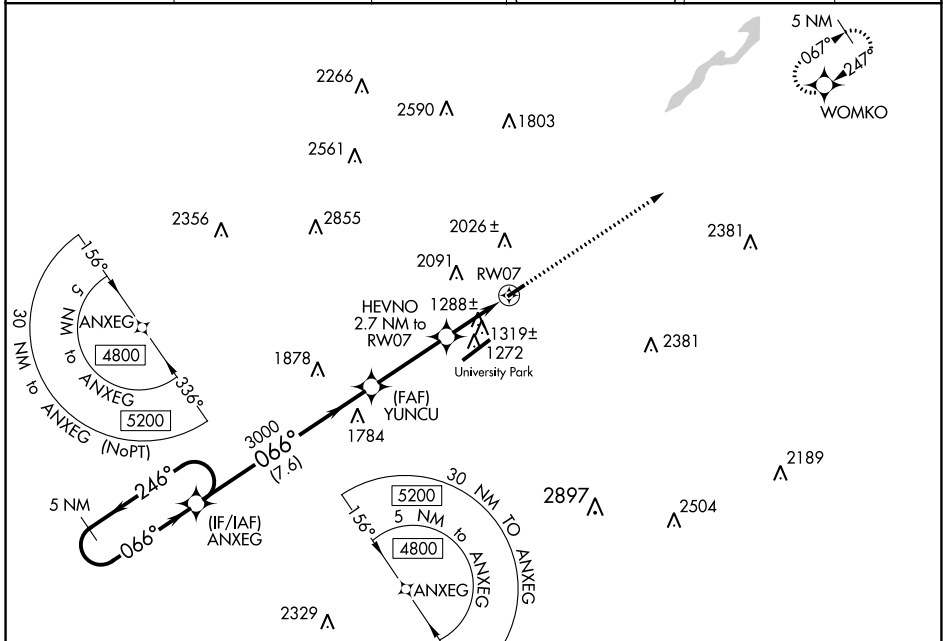 5 NM
067°
247°
WOMKO
2266
2590
1803
2561
2356
2855
2026±
2381
2091
RW07
156°
5 NM to ANXEG
30 NM to ANXEG (NoPT)
ANXEG
4800
5200
336°
HEVNO
2.7 NM to
RW07
1288±
1319±
1272
University Park
2381
1878
(FAF)
YUNCU
1784
3000
066°
(7.6)
2189
246°
5 NM
066°
(IF/IAF)
ANXEG
5200
30 NM TO ANXEG
156°
5 NM to ANXEG
4800
ANXEG
2897
2504
2329